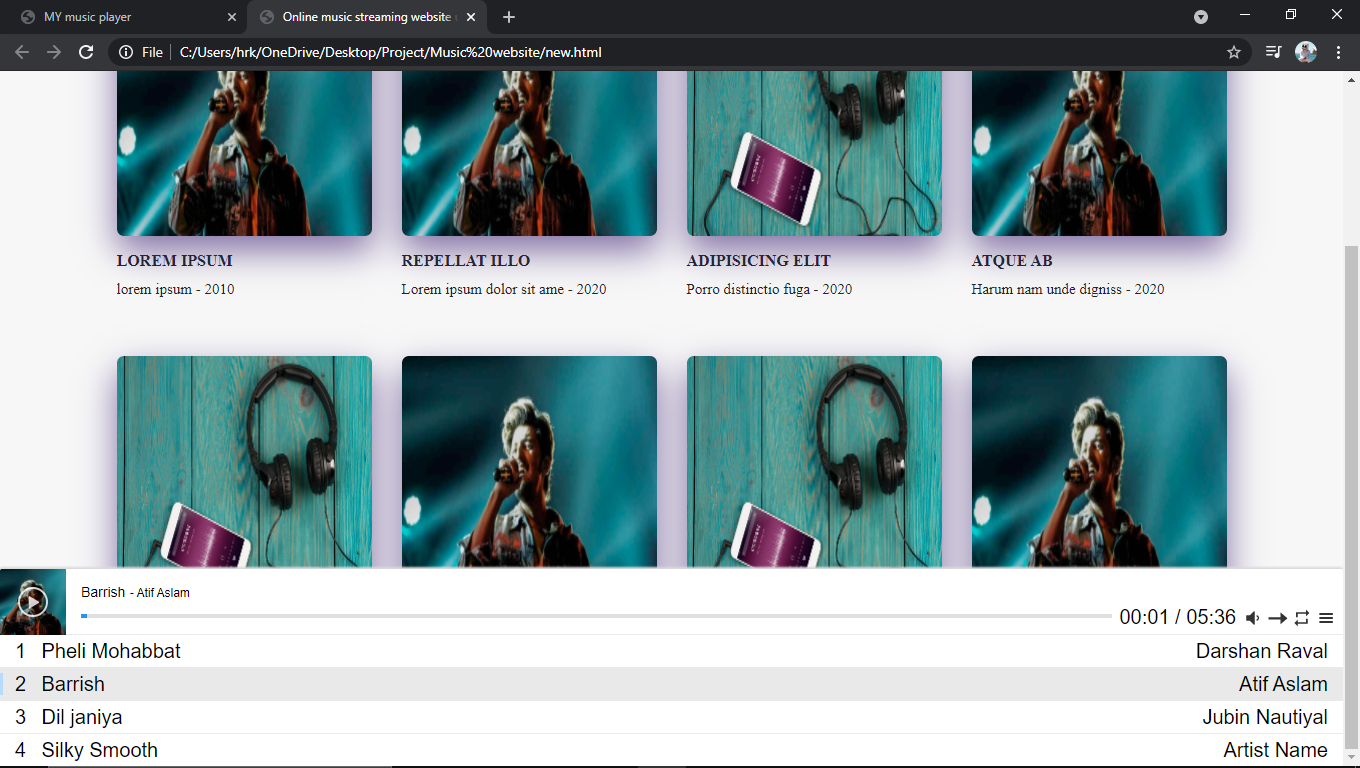 MY music player
Online music streaming website
File C:/Users/hrk/OneDrive/Desktop/Project/Music%20website/new.html
LOREM IPSUM REPELLAT ILLO ADIPISICING ELIT ATQUE AB
lorem ipsum - 2010 Lorem ipsum dolor sit ame - 2020 Porro distinctio fuga - 2020 Harum nam unde digniss - 2020
Barrish - Atif Aslam
00:01 / 05:36
1 Pheli Mohabbat Darshan Raval
2 Barrish Atif Aslam
3 Dil janiya Jubin Nautiyal
4 Silky Smooth Artist Name